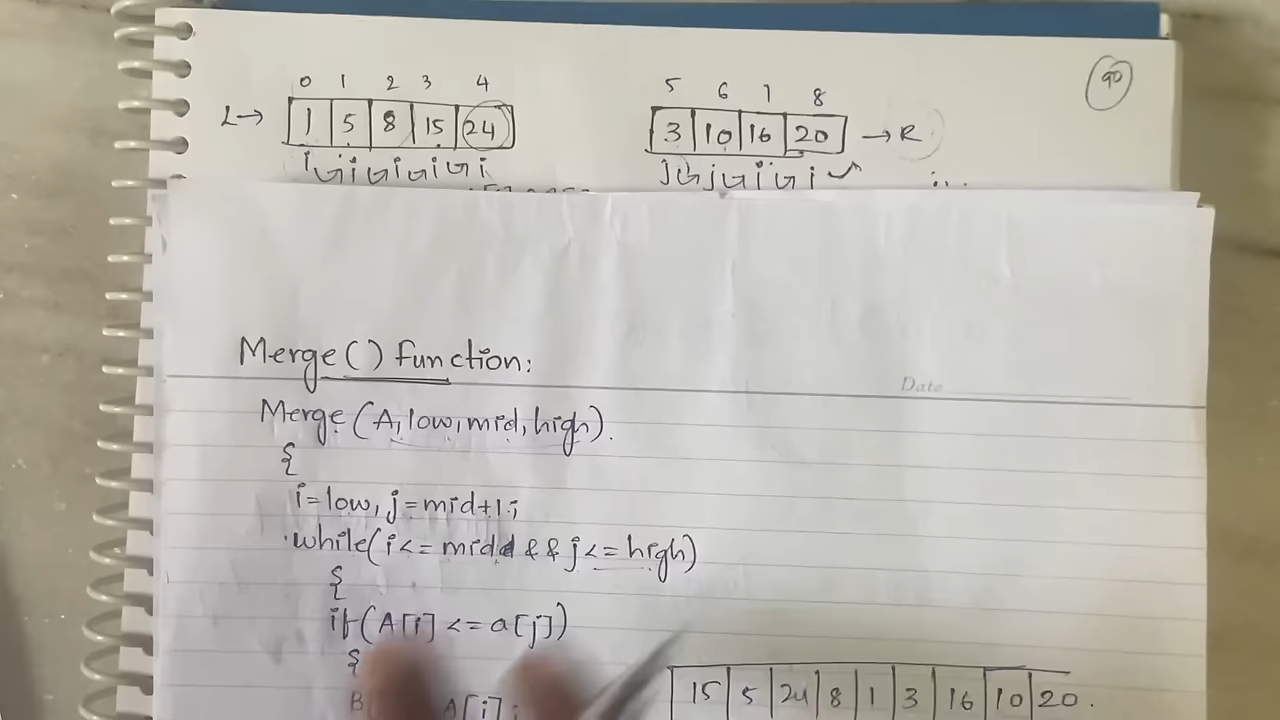 90
0 1 2 3 4
5 6 7 8
L→ 1 5 8 15 24
3 10 16 20 → R
i i i i i
j j j j
Merge() function:
Date
Merge(A, low, mid, high).
{
i=low, j=mid+1;
while(i<=mid && j<=high)
{
if(A[i]<=a[j])
{
B A[i];
15 5 24 8 1 3 16 10 20.